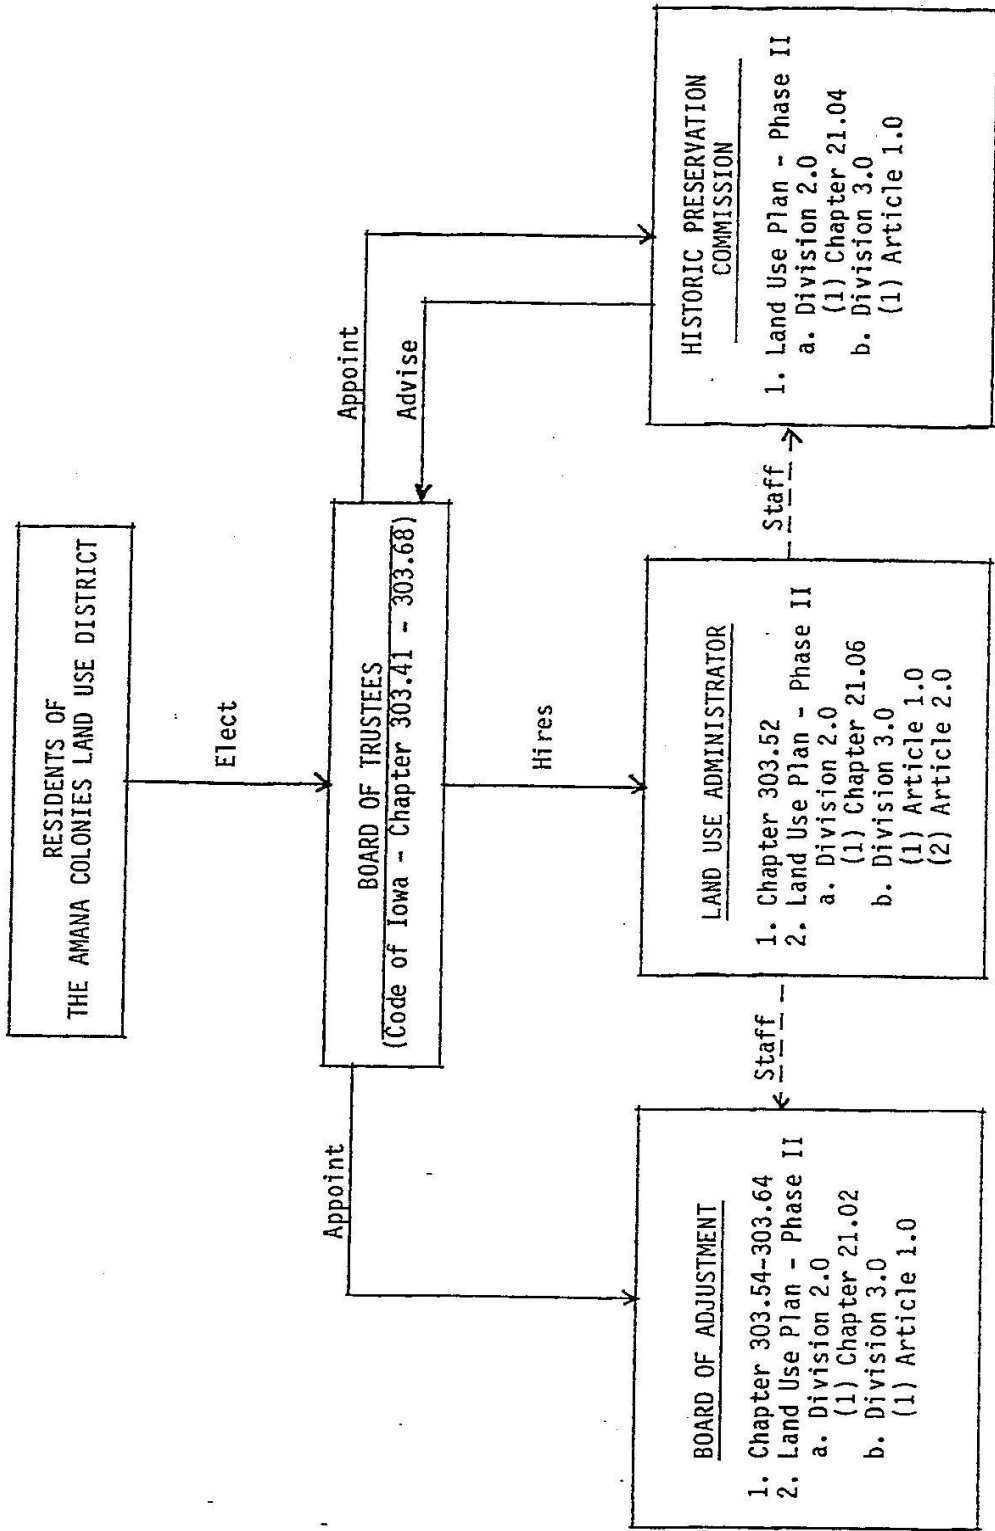 RESIDENTS OF
THE AMANA COLONIES LAND USE DISTRICT
Elect
BOARD OF TRUSTEES
(Code of Iowa - Chapter 303.41 - 303.68)
Appoint
Hires
Appoint
Advise
BOARD OF ADJUSTMENT
1. Chapter 303.54-303.64
2. Land Use Plan - Phase II
a. Division 2.0
(1) Chapter 21.02
b. Division 3.0
(1) Article 1.0
Staff
LAND USE ADMINISTRATOR
1. Chapter 303.52
2. Land Use Plan - Phase II
a. Division 2.0
(1) Chapter 21.06
b. Division 3.0
(1) Article 1.0
(2) Article 2.0
Staff
HISTORIC PRESERVATION
COMMISSION
1. Land Use Plan - Phase II
a. Division 2.0
(1) Chapter 21.04
b. Division 3.0
(1) Article 1.0